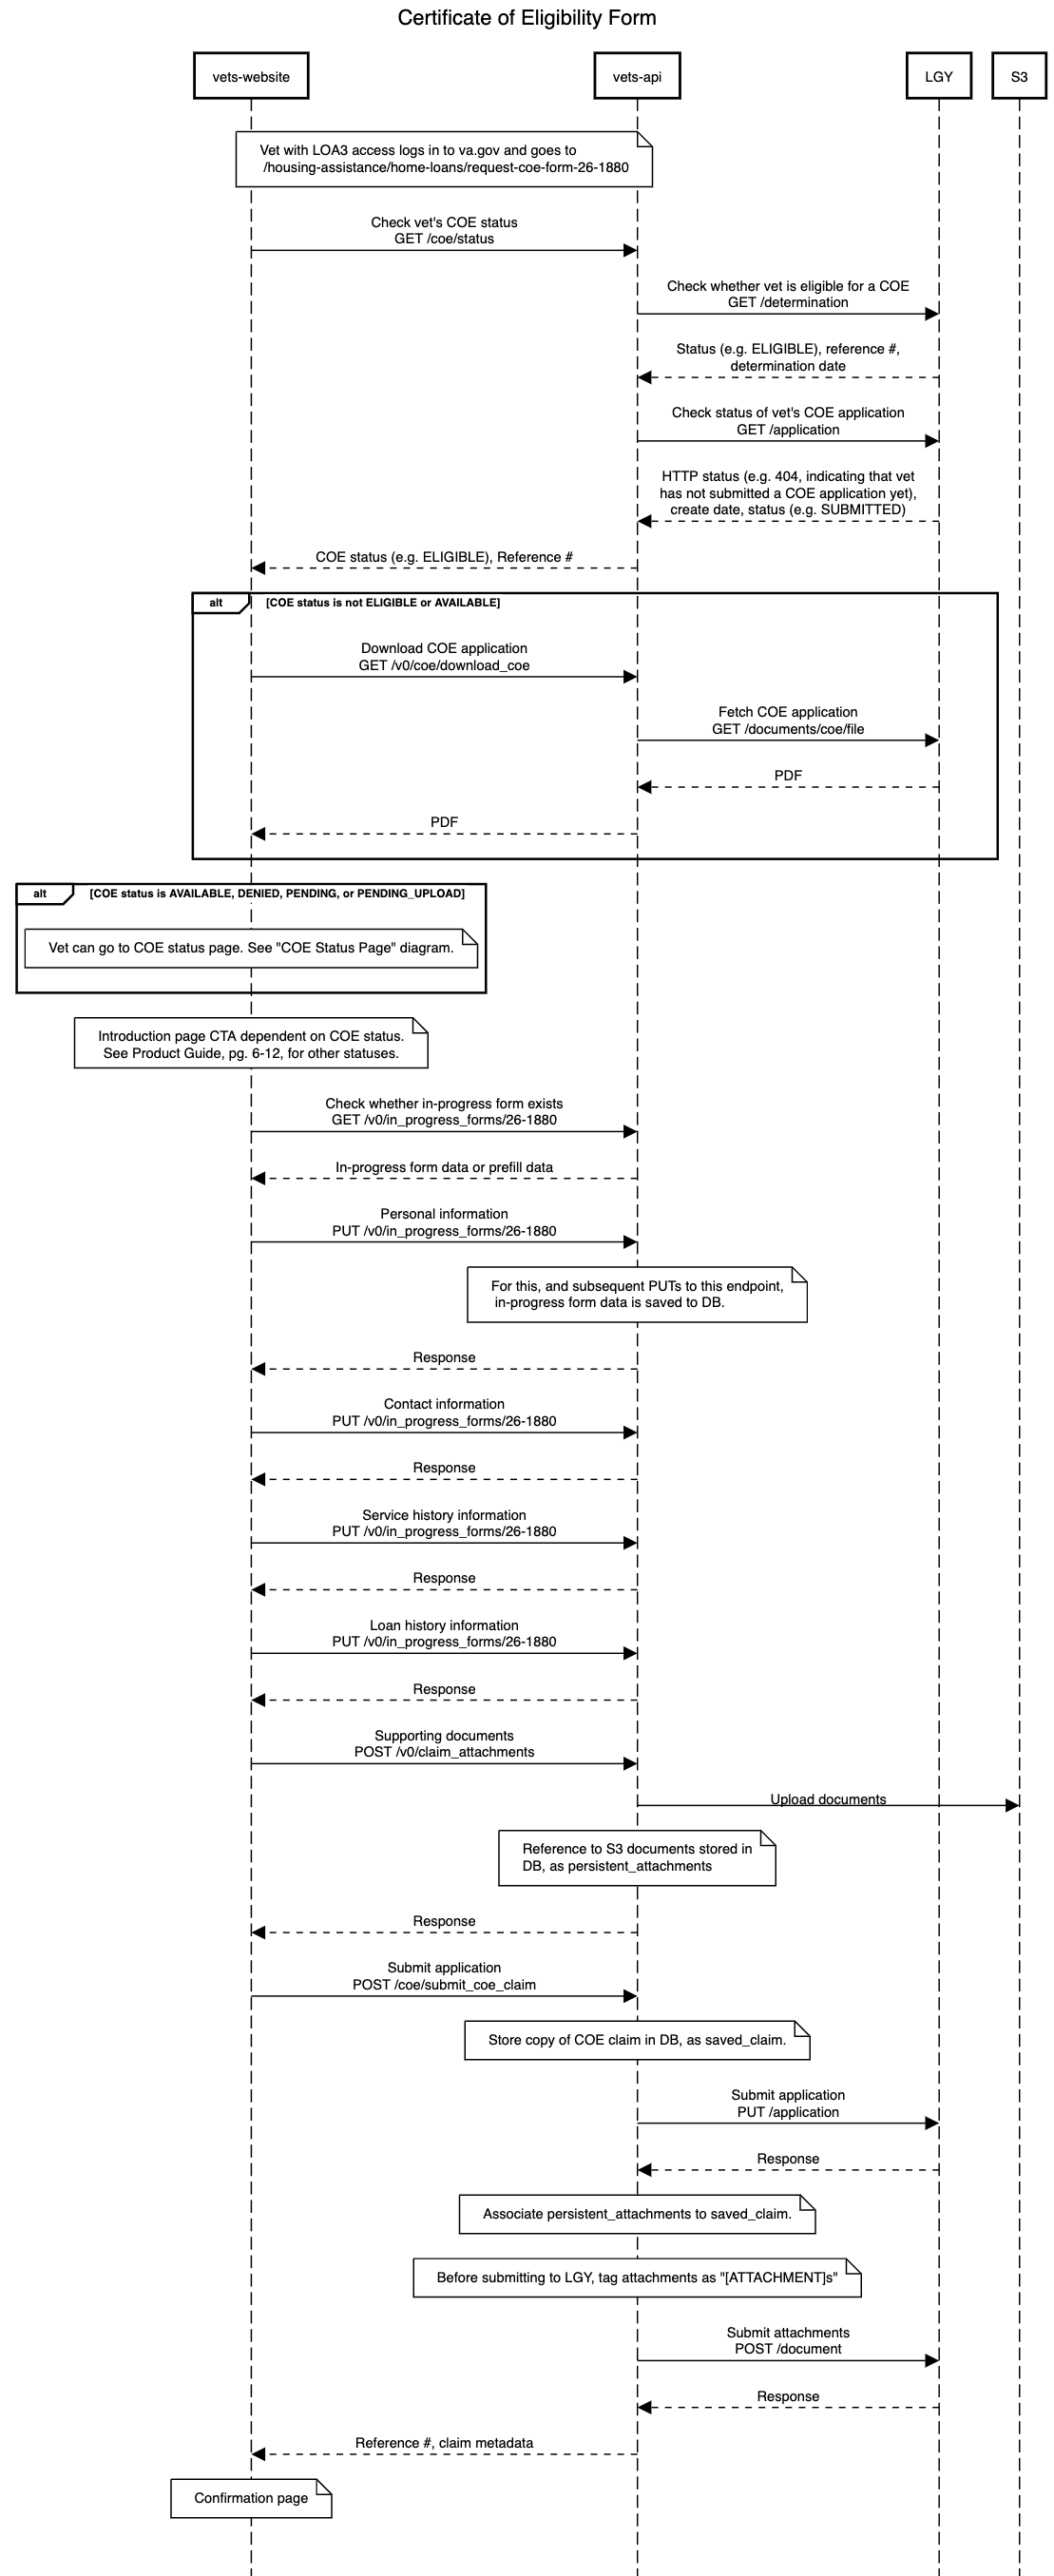 Certificate of Eligibility Form
vets-website
vets-api
LGY
S3
Vet with LOA3 access logs in to va.gov and goes to
/housing-assistance/home-loans/request-coe-form-26-1880
Check vet's COE status
GET /coe/status
Check whether vet is eligible for a COE
GET /determination
Status (e.g. ELIGIBLE), reference #,
determination date
Check status of vet's COE application
GET /application
HTTP status (e.g. 404, indicating that vet
has not submitted a COE application yet),
create date, status (e.g. SUBMITTED)
COE status (e.g. ELIGIBLE), Reference #
alt
[COE status is not ELIGIBLE or AVAILABLE]
Download COE application
GET /v0/coe/download_coe
Fetch COE application
GET /documents/coe/file
PDF
PDF
alt
[COE status is AVAILABLE, DENIED, PENDING, or PENDING_UPLOAD]
Vet can go to COE status page. See "COE Status Page" diagram.
Introduction page CTA dependent on COE status.
See Product Guide, pg. 6-12, for other statuses.
Check whether in-progress form exists
GET /v0/in_progress_forms/26-1880
In-progress form data or prefill data
Personal information
PUT /v0/in_progress_forms/26-1880
For this, and subsequent PUTs to this endpoint,
in-progress form data is saved to DB.
Response
Contact information
PUT /v0/in_progress_forms/26-1880
Response
Service history information
PUT /v0/in_progress_forms/26-1880
Response
Loan history information
PUT /v0/in_progress_forms/26-1880
Response
Supporting documents
POST /v0/claim_attachments
Upload documents
Reference to S3 documents stored in
DB, as persistent_attachments
Response
Submit application
POST /coe/submit_coe_claim
Store copy of COE claim in DB, as saved_claim.
Submit application
PUT /application
Response
Associate persistent_attachments to saved_claim.
Before submitting to LGY, tag attachments as "[ATTACHMENT]s"
Submit attachments
POST /document
Response
Reference #, claim metadata
Confirmation page